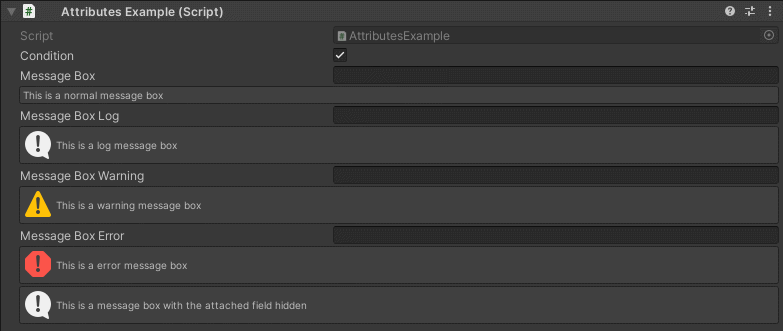 Attributes Example (Script)
Script AttributesExample
Condition
Message Box
This is a normal message box
Message Box Log
This is a log message box
Message Box Warning
This is a warning message box
Message Box Error
This is a error message box
This is a message box with the attached field hidden